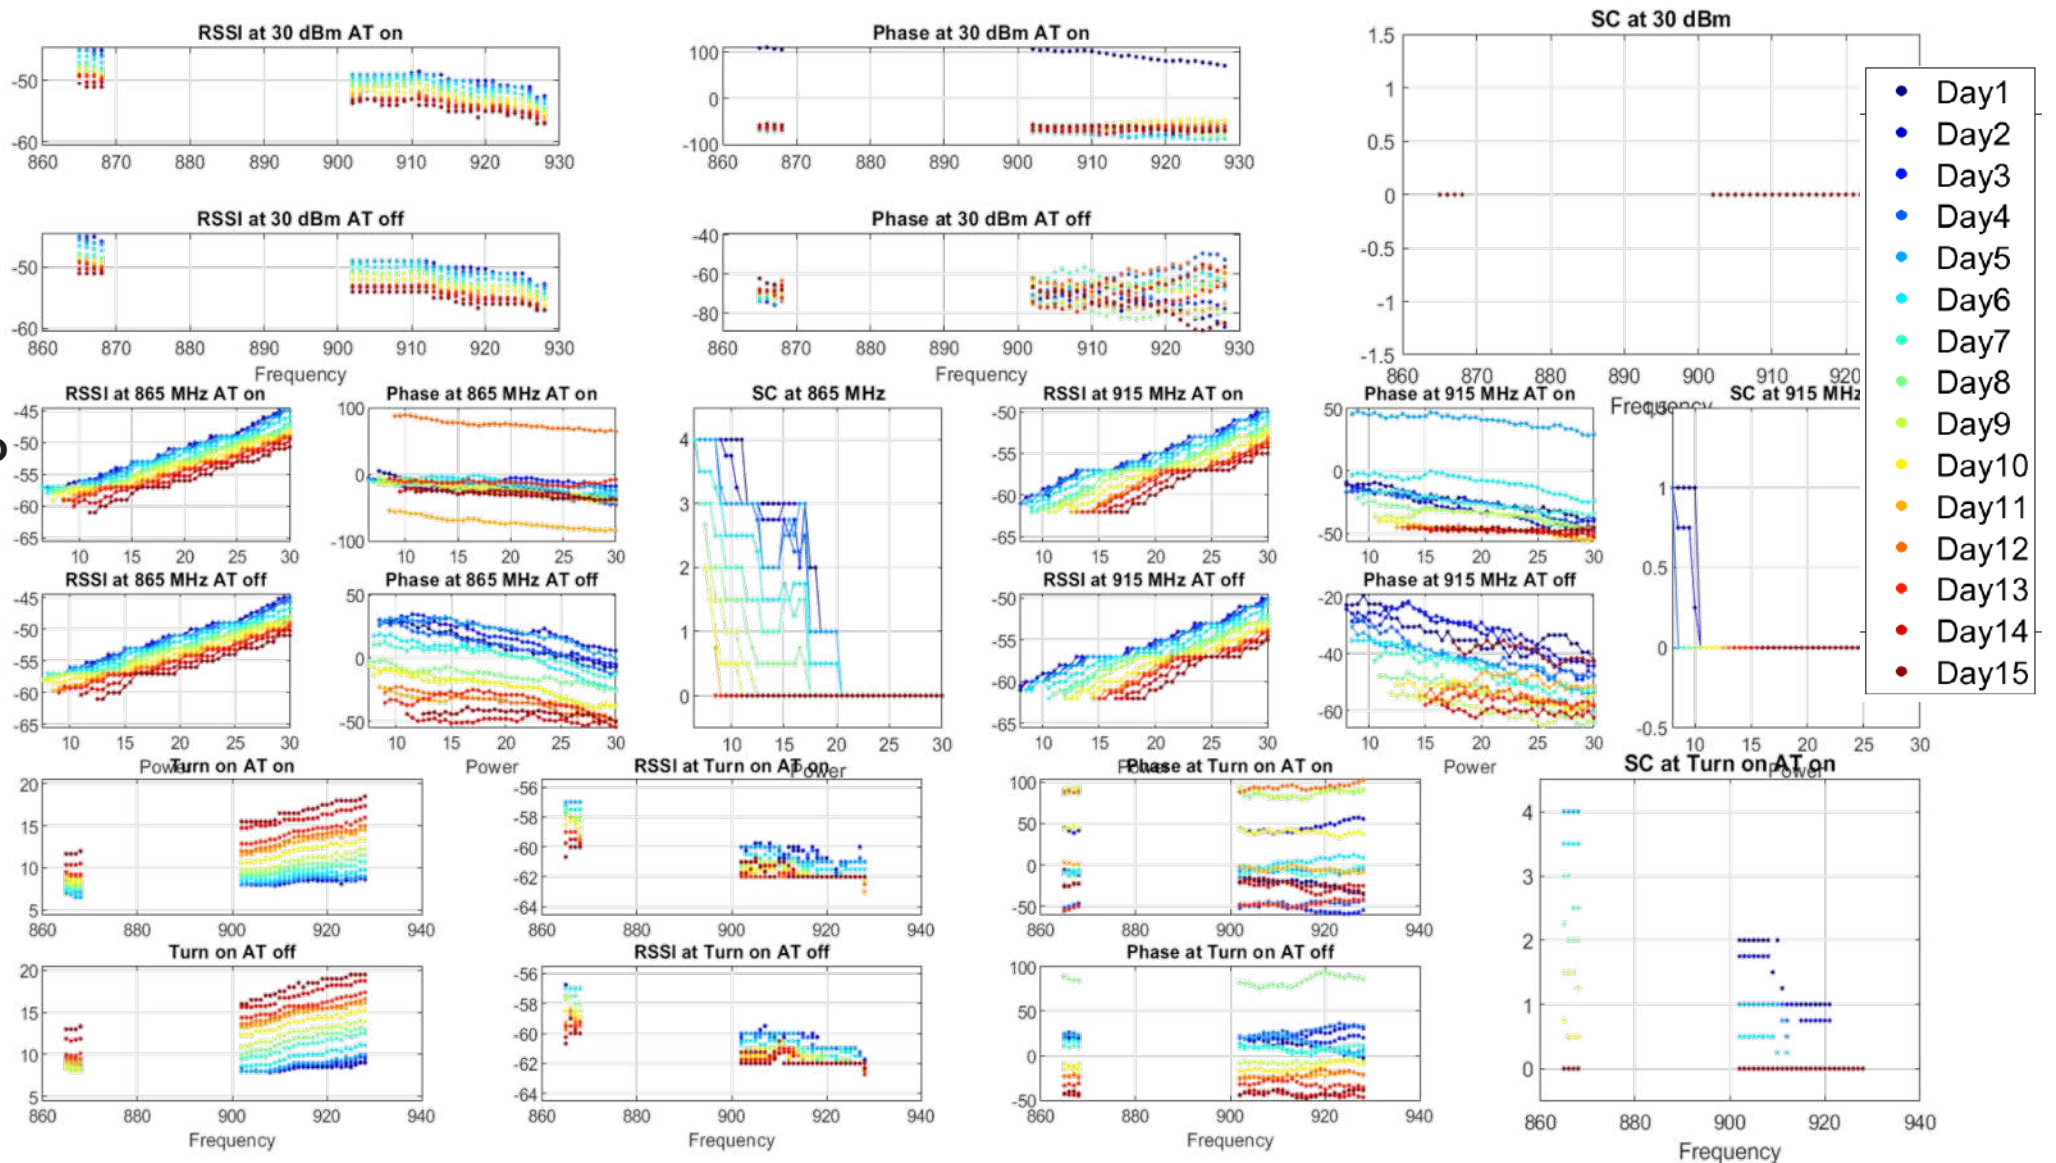 RSSI at 30 dBm AT on
-50
-60
860 870 880 890 900 910 920 930
Phase at 30 dBm AT on
100
0
-100
860 870 880 890 900 910 920 930
SC at 30 dBm
1.5
1
0.5
0
-0.5
-1
-1.5
860 870 880 890 900 910 920
Frequency
RSSI at 30 dBm AT off
-50
-60
860 870 880 890 900 910 920 930
Frequency
Phase at 30 dBm AT off
-40
-60
-80
860 870 880 890 900 910 920 930
Frequency
Day1
Day2
Day3
Day4
Day5
Day6
Day7
Day8
Day9
Day10
Day11
Day12
Day13
Day14
Day15
RSSI at 865 MHz AT on
-45
-50
-55
-60
-65
10 15 20 25 30
Phase at 865 MHz AT on
100
0
-100
10 15 20 25 30
SC at 865 MHz
4
3
2
1
0
10 15 20 25 30
Power
RSSI at 915 MHz AT on
-50
-55
-60
-65
10 15 20 25 30
Phase at 915 MHz AT on
50
0
-50
10 15 20 25 30
SC at 915 MHz
1
0.5
0
-0.5
10 15 20 25 30
Power
RSSI at 865 MHz AT off
-45
-50
-55
-60
-65
10 15 20 25 30
Power
Phase at 865 MHz AT off
50
0
-50
10 15 20 25 30
Power
RSSI at 915 MHz AT off
-50
-55
-60
-65
10 15 20 25 30
Power
Phase at 915 MHz AT off
-20
-40
-60
10 15 20 25 30
Power
Turn on AT on
20
15
10
5
860 880 900 920 940
RSSI at Turn on AT on
-56
-58
-60
-62
-64
860 880 900 920 940
Phase at Turn on AT on
100
50
0
-50
860 880 900 920 940
SC at Turn on AT on
4
3
2
1
0
860 880 900 920 940
Frequency
Turn on AT off
20
15
10
5
860 880 900 920 940
Frequency
RSSI at Turn on AT off
-56
-58
-60
-62
-64
860 880 900 920 940
Frequency
Phase at Turn on AT off
100
50
0
-50
860 880 900 920 940
Frequency